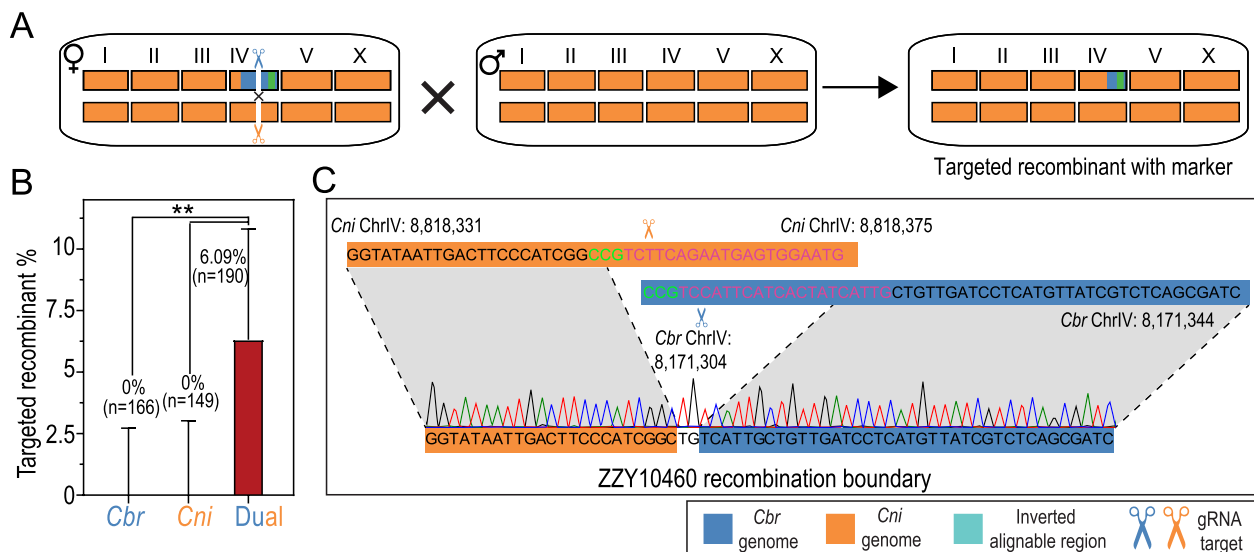 A
♀ I II III IV V X
♂ I II III IV V X
I II III IV V X
Targeted recombinant with marker
B
Targeted recombinant %
10
7.5
5
2.5
0
**
6.09%
(n=190)
0%
(n=166)
0%
(n=149)
Cbr Cni Dual
C
Cni ChrIV: 8,818,331
Cni ChrIV: 8,818,375
GGTATAATTGACTTCCCATCGGCCGTCTTCAGAATGAGTGGAATG
CTGTTGATCCTCATGTTATCGTCTCAGCGATC
Cbr ChrIV:
8,171,304
Cbr ChrIV: 8,171,344
GGTATAATTGACTTCCCATCGGCTGTCATTGCTGTTGATCCTCATGTTATCGTCTCAGCGATC
ZZY10460 recombination boundary
Cbr
genome
Cni
genome
Inverted
alignable region
gRNA
target